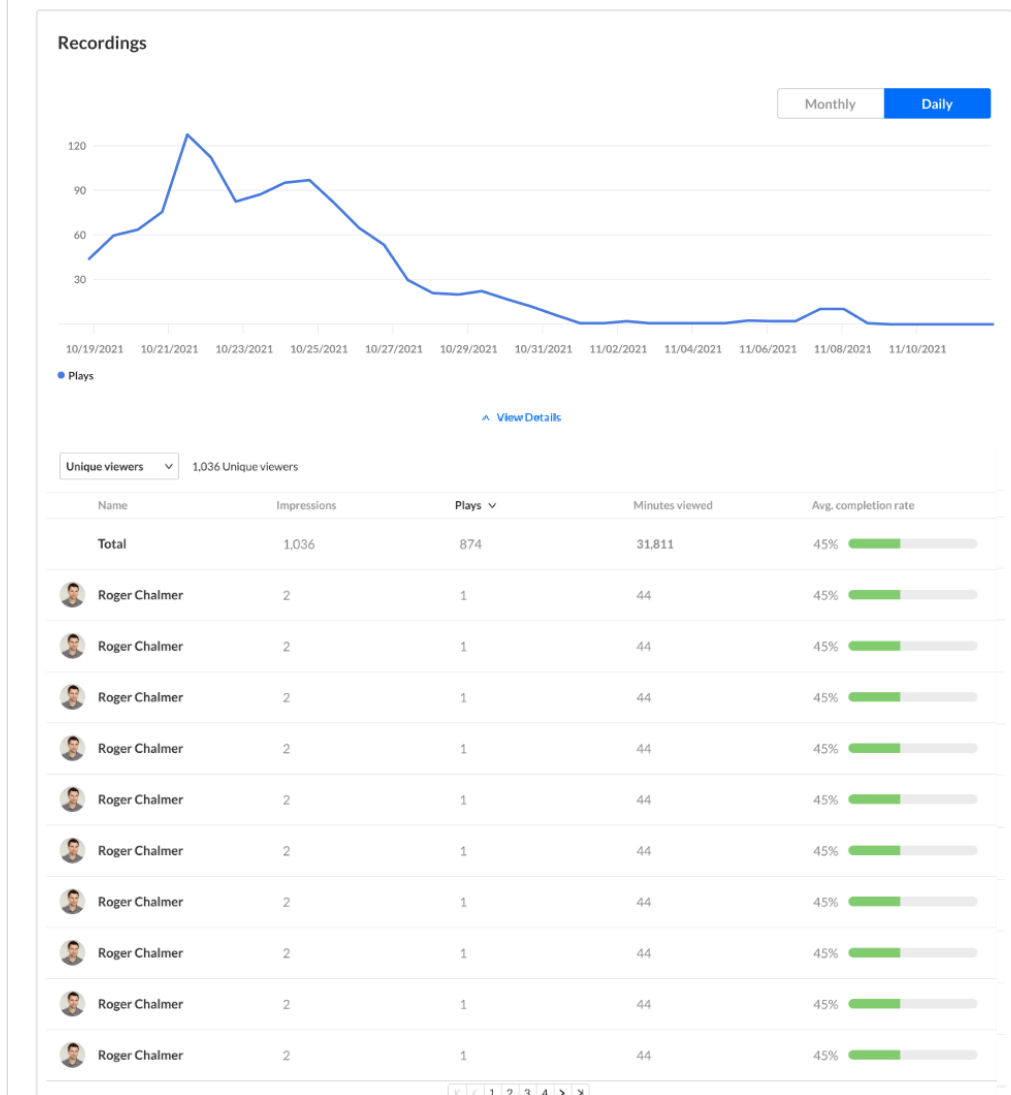 Recordings
Monthly Daily
120
90
60
30
10/19/2021 10/21/2021 10/23/2021 10/25/2021 10/27/2021 10/29/2021 10/31/2021 11/02/2021 11/04/2021 11/06/2021 11/08/2021 11/10/2021
Plays
View Details
Unique viewers 1,036 Unique viewers
Name Impressions Plays Minutes viewed Avg. completion rate
Total 1,036 874 31,811 45%
Roger Chalmer 2 1 44 45%
Roger Chalmer 2 1 44 45%
Roger Chalmer 2 1 44 45%
Roger Chalmer 2 1 44 45%
Roger Chalmer 2 1 44 45%
Roger Chalmer 2 1 44 45%
Roger Chalmer 2 1 44 45%
Roger Chalmer 2 1 44 45%
Roger Chalmer 2 1 44 45%
Roger Chalmer 2 1 44 45%
1 2 3 4